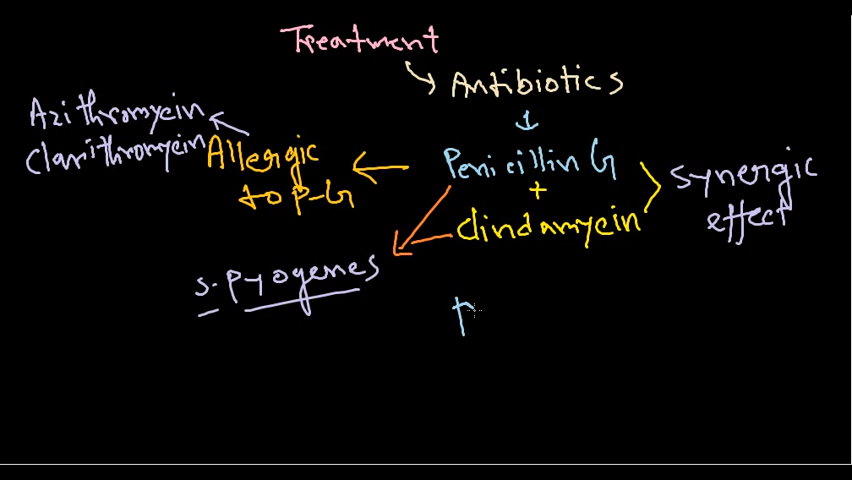 Treatment
Antibiotics
Azithromycin
Clarithromycin
Allergic
to P-G
Penicillin G
+
Clindamycin
Synergic
effect
S. Pyogenes